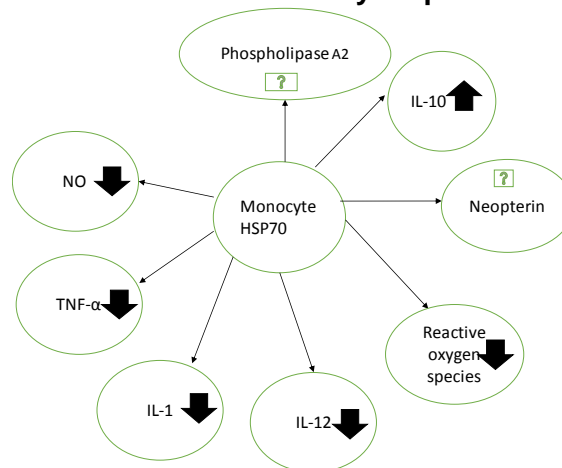 Phospholipase A2
?
IL-10
?
Neopterin
NO
Monocyte
HSP70
TNF-α
Reactive
oxygen
species
IL-1
IL-12